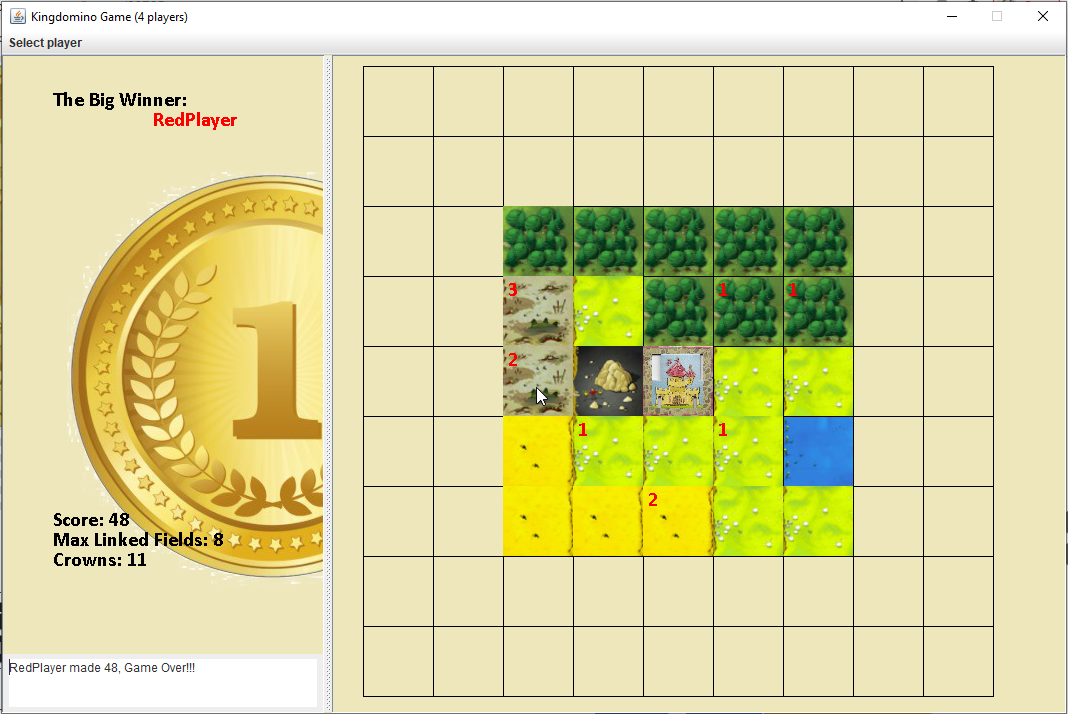 Kingdomino Game (4 players)
Select player
The Big Winner:
RedPlayer
1
Score: 48
Max Linked Fields: 8
Crowns: 11
RedPlayer made 48, Game Over!!!
3 1 1
2
1 1
2